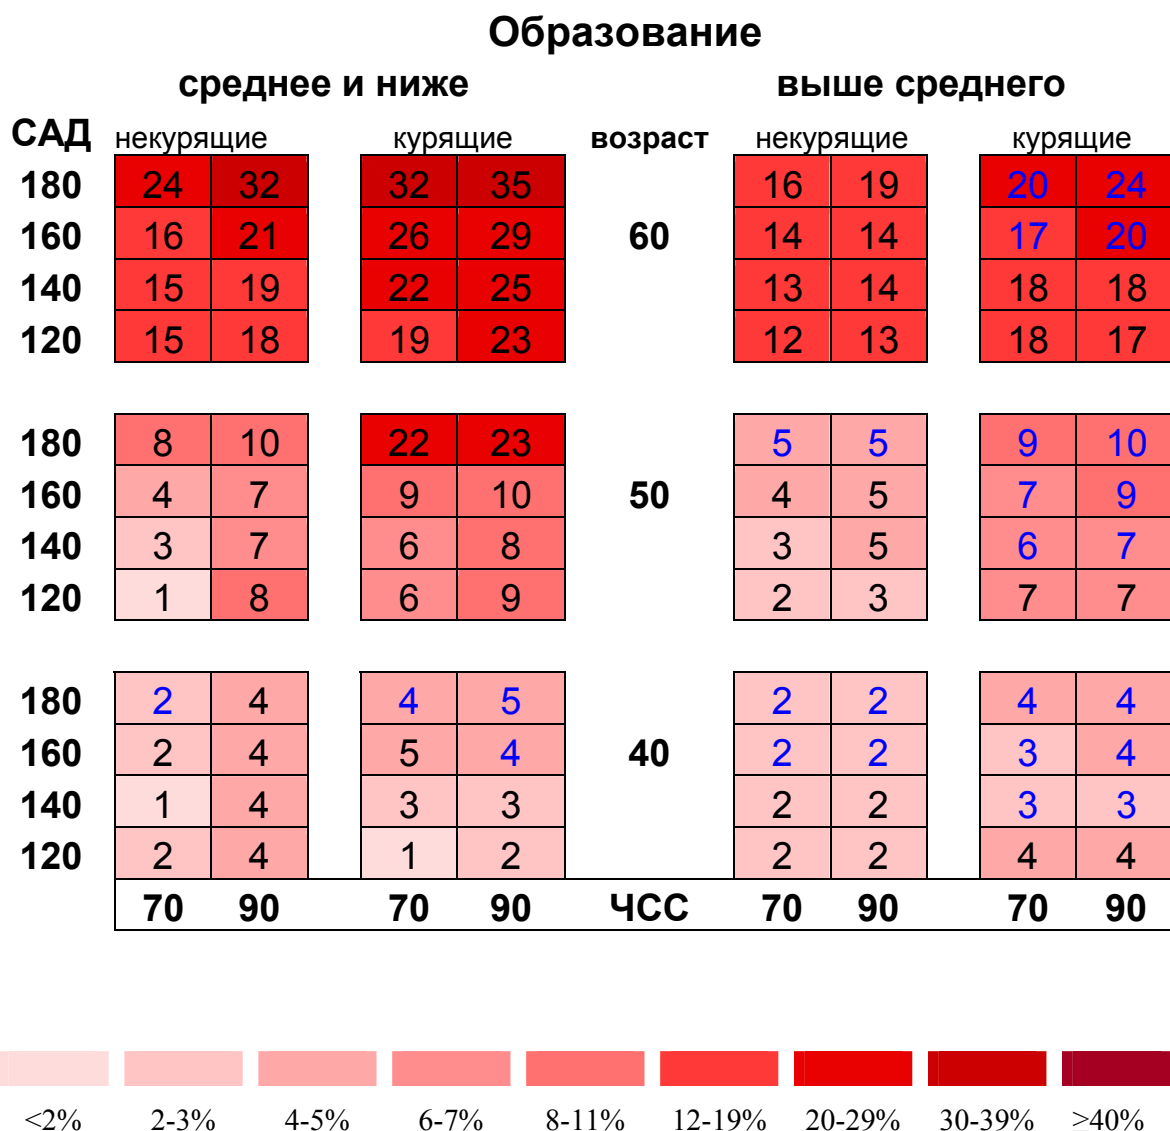 Образование
среднее и ниже выше среднего
САД некурящие курящие возраст некурящие курящие
180 24 32 32 35 16 19 20 24
160 16 21 26 29 60 14 14 17 20
140 15 19 22 25 13 14 18 18
120 15 18 19 23 12 13 18 17
180 8 10 22 23 5 5 9 10
160 4 7 9 10 50 4 5 7 9
140 3 7 6 8 3 5 6 7
120 1 8 6 9 2 3 7 7
180 2 4 4 5 2 2 4 4
160 2 4 5 4 40 2 2 3 4
140 1 4 3 3 2 2 3 3
120 2 4 1 2 2 2 4 4
70 90 70 90 ЧСС 70 90 70 90
<2% 2-3% 4-5% 6-7% 8-11% 12-19% 20-29% 30-39% ≥40%